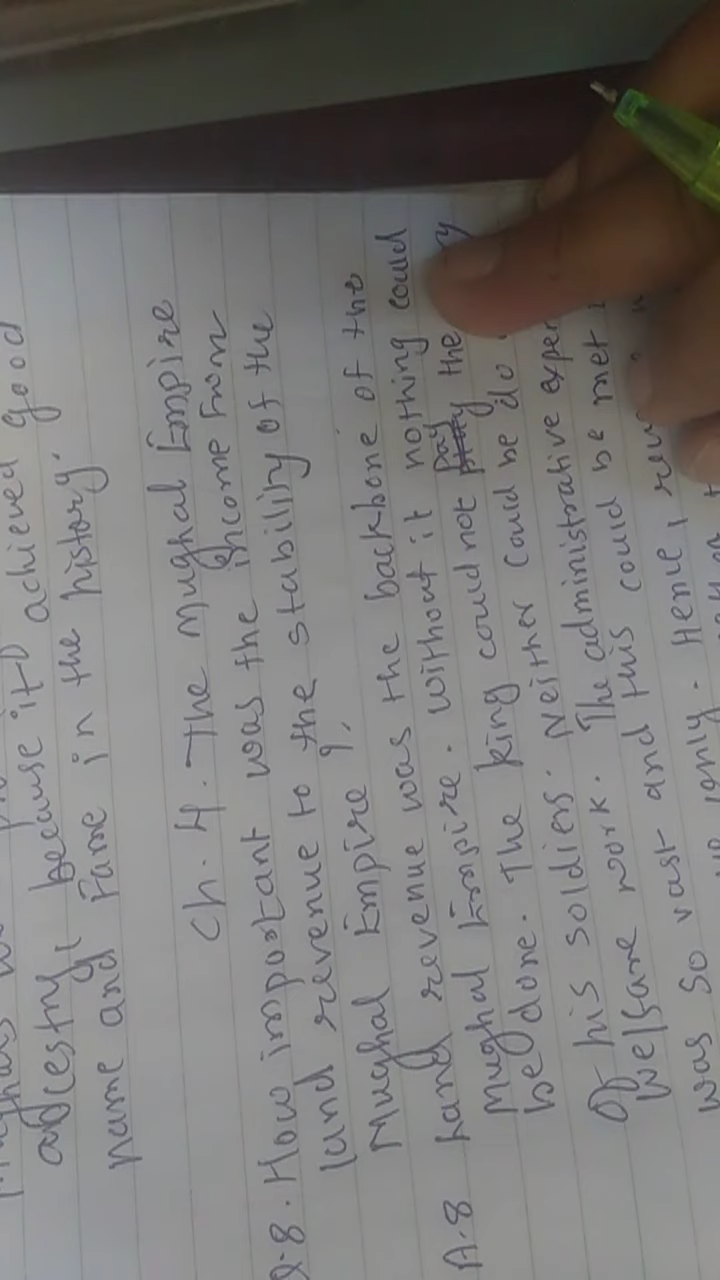 ancestry because it achieved good
name and Fame in the history.
Ch. 4. The Mughal Empire
Q.8. How important was the income From
land revenue to the stability of the
Mughal Empire ?
A.8 Land revenue was the backbone of the
Mughal Empire. without it nothing could
be done. The king could not pay the
of his soldiers. Neither could he do
Welfare work. The administrative
was so vast and this could be met
only. Hence,